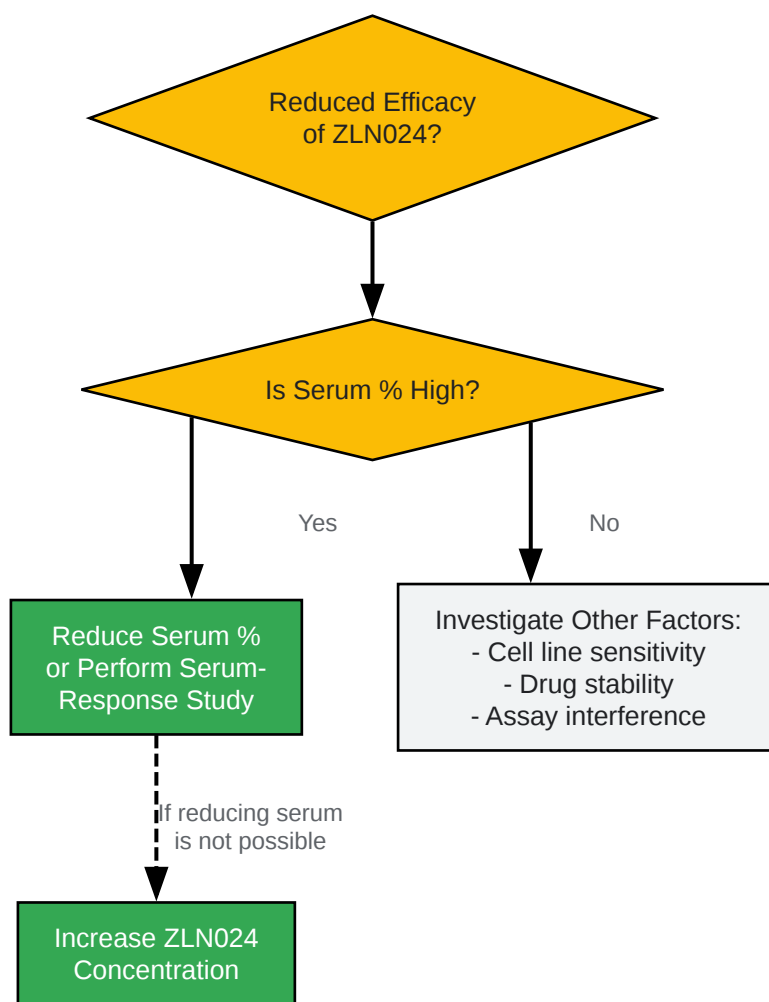 Reduced Efficacy
of ZLN024?
Is Serum % High?
Yes
No
Reduce Serum %
or Perform Serum-
Response Study
Investigate Other Factors:
- Cell line sensitivity
- Drug stability
- Assay interference
If reducing serum
is not possible
Increase ZLN024
Concentration